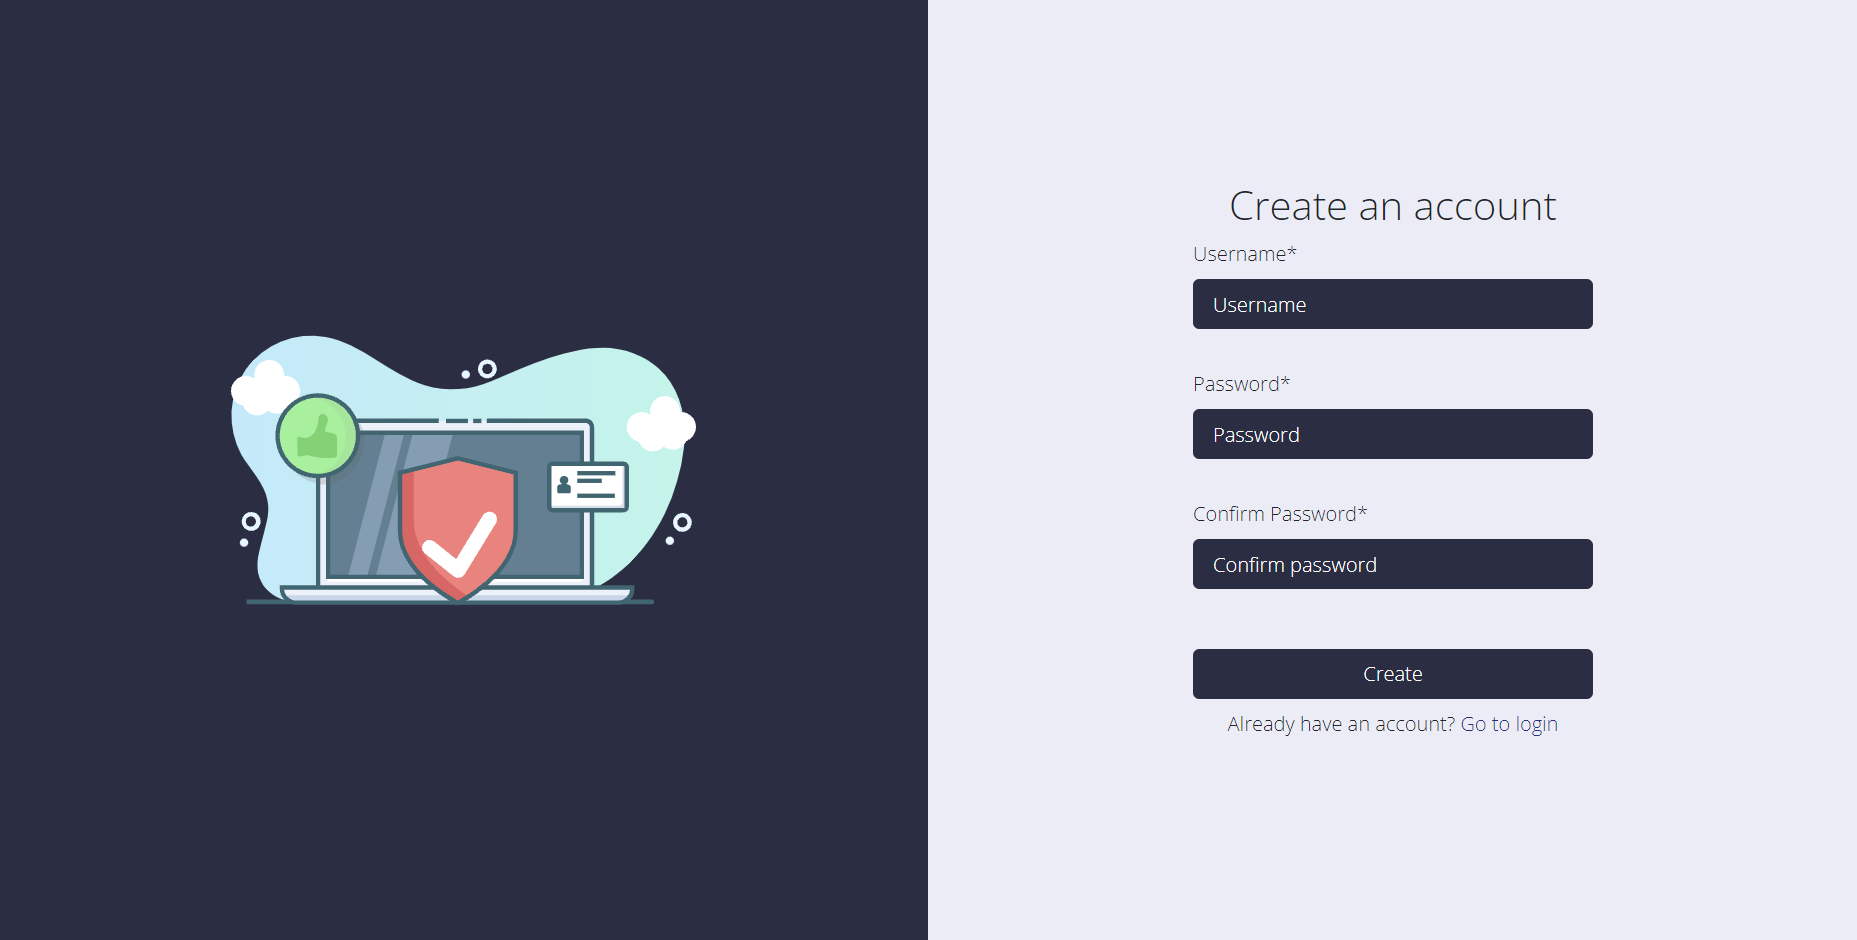 Create an account
Username*
Username
Password*
Password
Confirm Password*
Confirm password
Create
Already have an account? Go to login